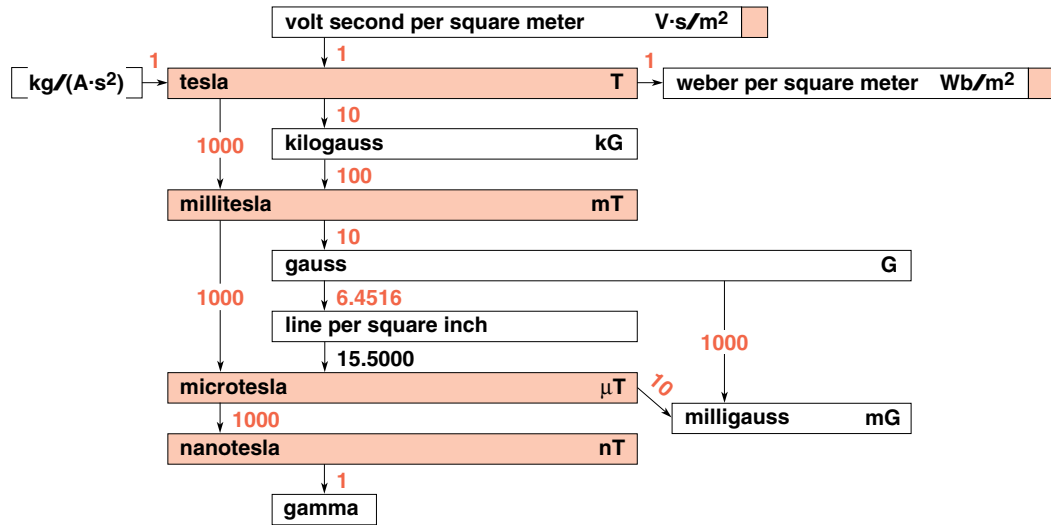 volt second per square meter V·s/m²
1
[kg/(A·s²)] 1 tesla T 1 weber per square meter Wb/m²
10
1000 kilogauss kG
100
millitesla mT
10
gauss G
1000 6.4516
line per square inch
15.5000 1000
microtesla μT 10
1000 milligauss mG
nanotesla nT
1
gamma